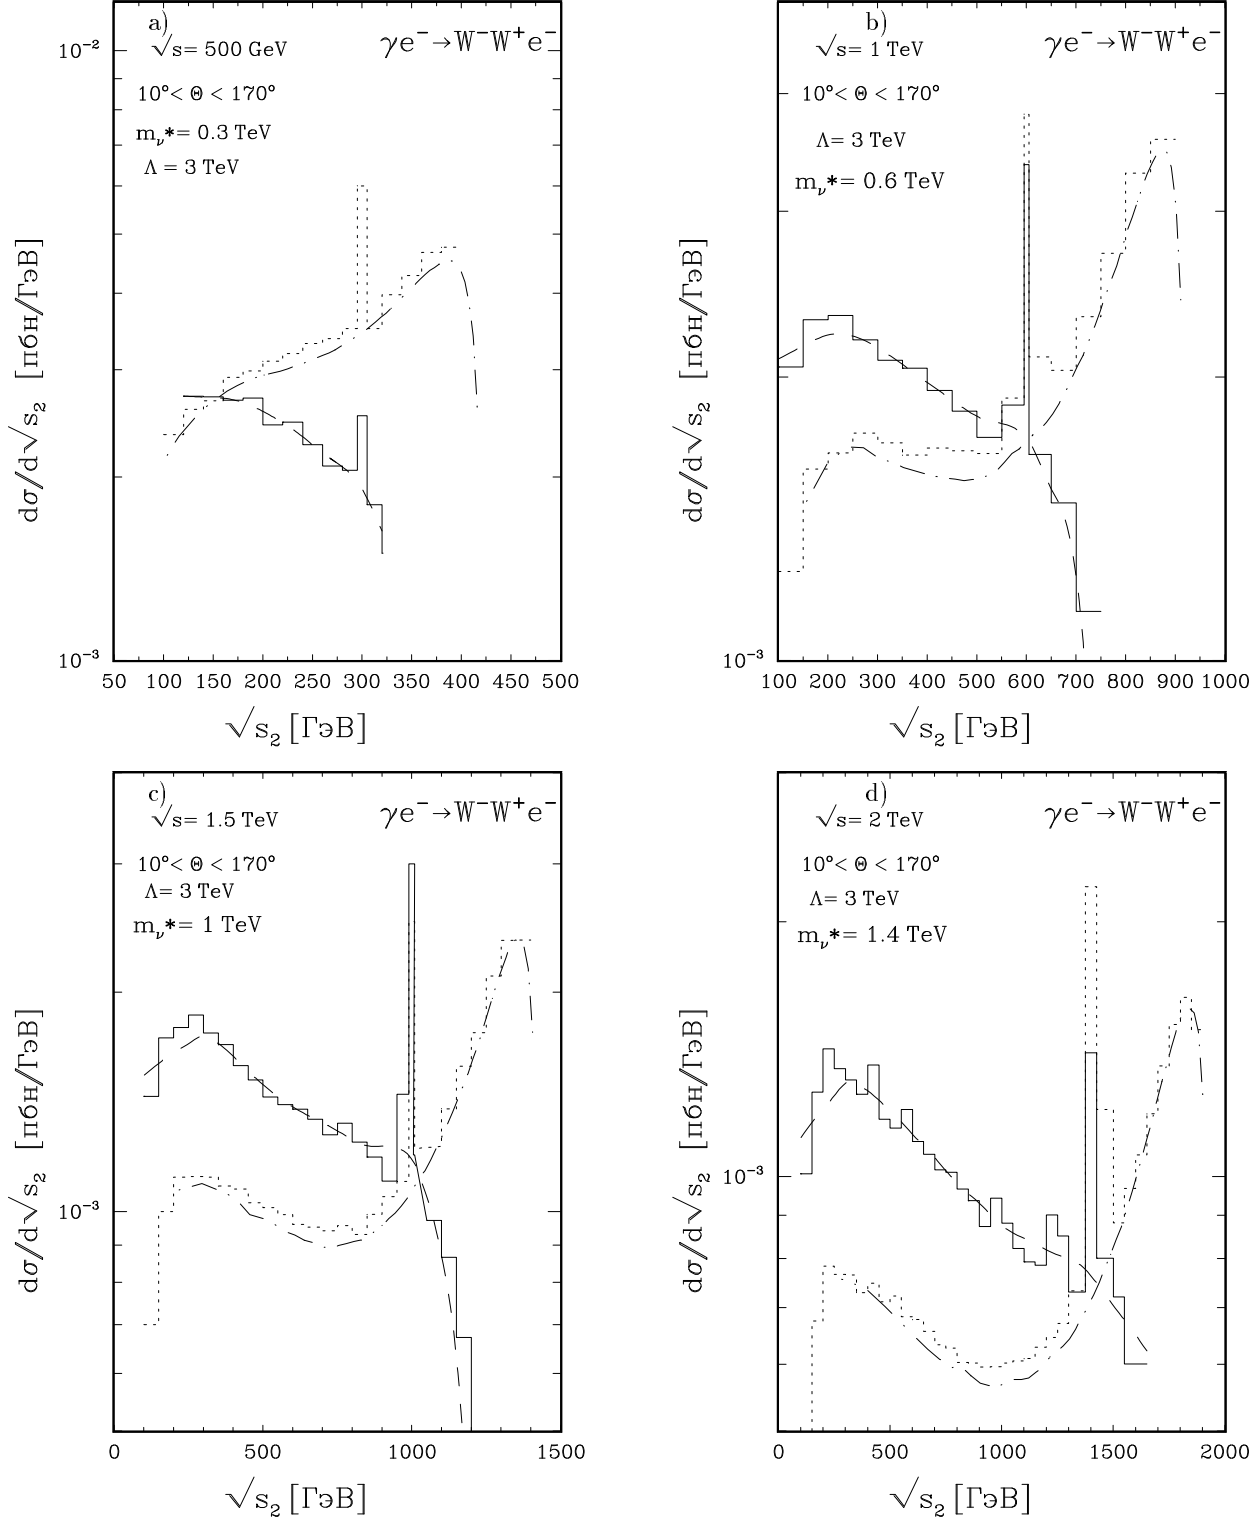 a)
√s= 500 GeV
γe⁻→W⁻W⁺e⁻
10°< Θ < 170°
mᵥ*= 0.3 TeV
Λ = 3 TeV
10⁻²
10⁻³
dσ/d√s₂ [пбн/ГэВ]
50 100 150 200 250 300 350 400 450 500
√s₂ [ГэВ]
b)
√s= 1 TeV
γe⁻→W⁻W⁺e⁻
10°< Θ < 170°
Λ= 3 TeV
mᵥ*= 0.6 TeV
10⁻³
dσ/d√s₂ [пбн/ГэВ]
100 200 300 400 500 600 700 800 900 1000
√s₂ [ГэВ]
c)
√s= 1.5 TeV
γe⁻→W⁻W⁺e⁻
10°< Θ < 170°
Λ= 3 TeV
mᵥ*= 1 TeV
10⁻³
dσ/d√s₂ [пбн/ГэВ]
0 500 1000 1500
√s₂ [ГэВ]
d)
√s= 2 TeV
γe⁻→W⁻W⁺e⁻
10°< Θ < 170°
Λ= 3 TeV
mᵥ*= 1.4 TeV
10⁻³
dσ/d√s₂ [пбн/ГэВ]
0 500 1000 1500 2000
√s₂ [ГэВ]